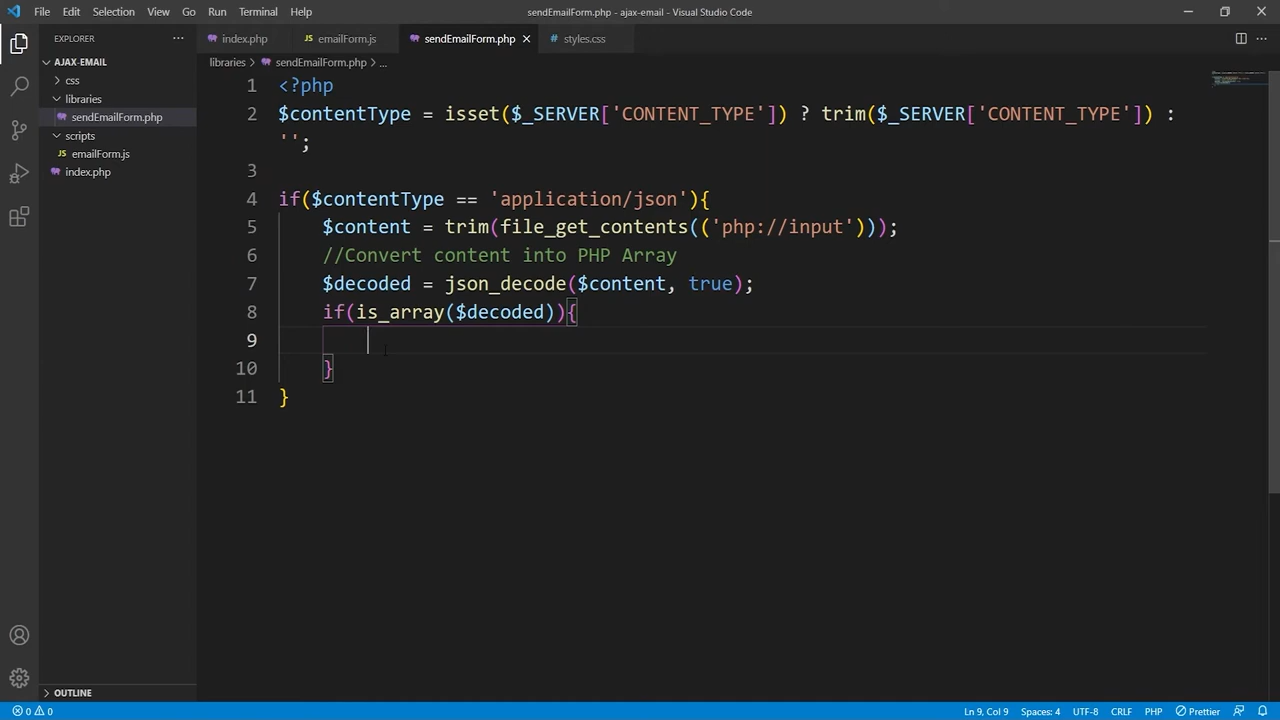 File Edit Selection View Go Run Terminal Help
sendEmailForm.php - ajax-email - Visual Studio Code
EXPLORER
AJAX-EMAIL
css
libraries
sendEmailForm.php
scripts
JS emailForm.js
index.php
index.php JS emailForm.js sendEmailForm.php # styles.css
libraries > sendEmailForm.php > ...
1 <?php
2 $contentType = isset($_SERVER['CONTENT_TYPE']) ? trim($_SERVER['CONTENT_TYPE']) :
'';
3
4 if($contentType == 'application/json'){
5 $content = trim(file_get_contents(('php://input')));
6 //Convert content into PHP Array
7 $decoded = json_decode($content, true);
8 if(is_array($decoded)){
9
10 }
11 }
OUTLINE
0 0 Ln 9, Col 9 Spaces: 4 UTF-8 CRLF PHP Prettier